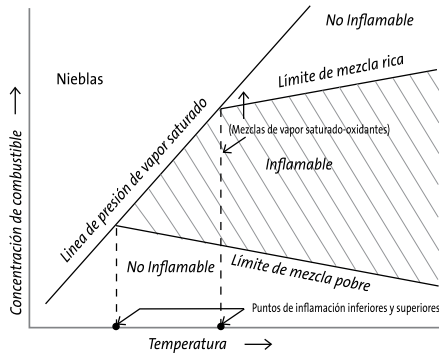 No Inflamable
Nieblas
Límite de mezcla rica
(Mezclas de vapor saturado-oxidantes)
Inflamable
Linea de presión de vapor saturado
Concentración de combustible
No Inflamable
Límite de mezcla pobre
Puntos de inflamación inferiores y superiores
Temperatura